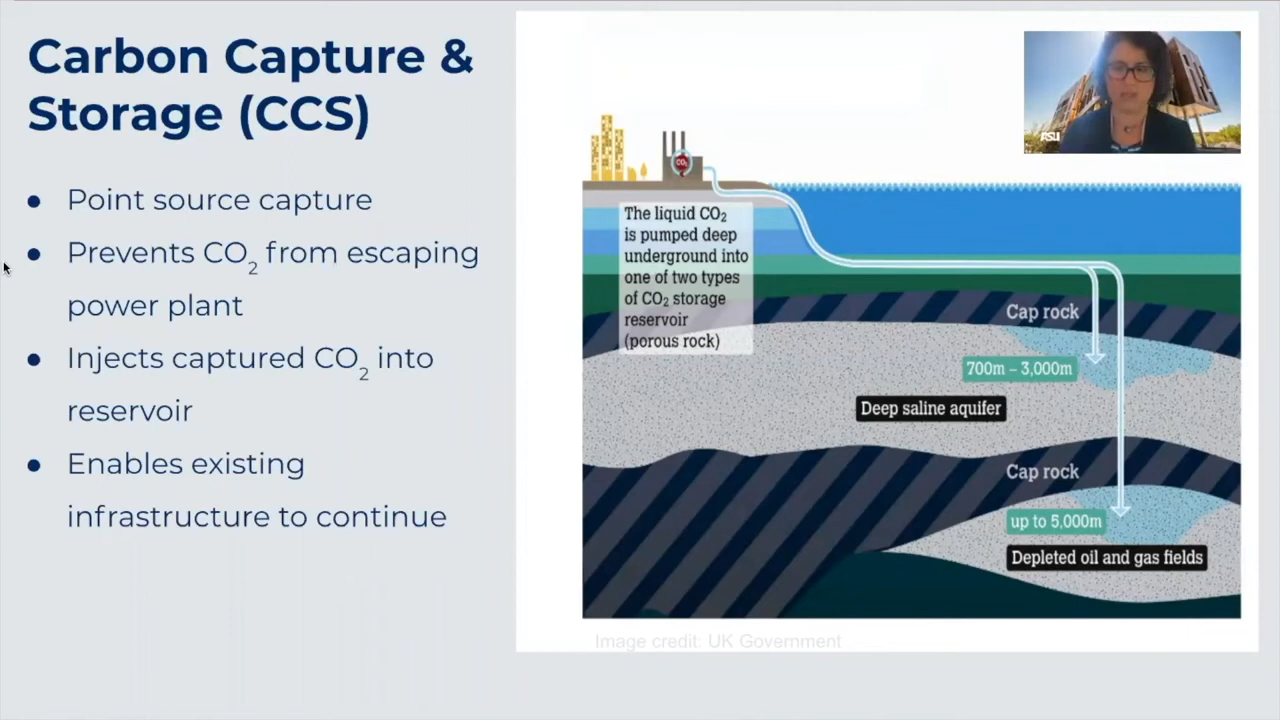 Carbon Capture &
Storage (CCS)
● Point source capture
● Prevents CO₂ from escaping
power plant
● Injects captured CO₂ into
reservoir
● Enables existing
infrastructure to continue
ASU
CO₂
The liquid CO₂
is pumped deep
underground into
one of two types
of CO₂ storage
reservoir
(porous rock)
Cap rock
700m – 3,000m
Deep saline aquifer
Cap rock
up to 5,000m
Depleted oil and gas fields
Image credit: UK Government